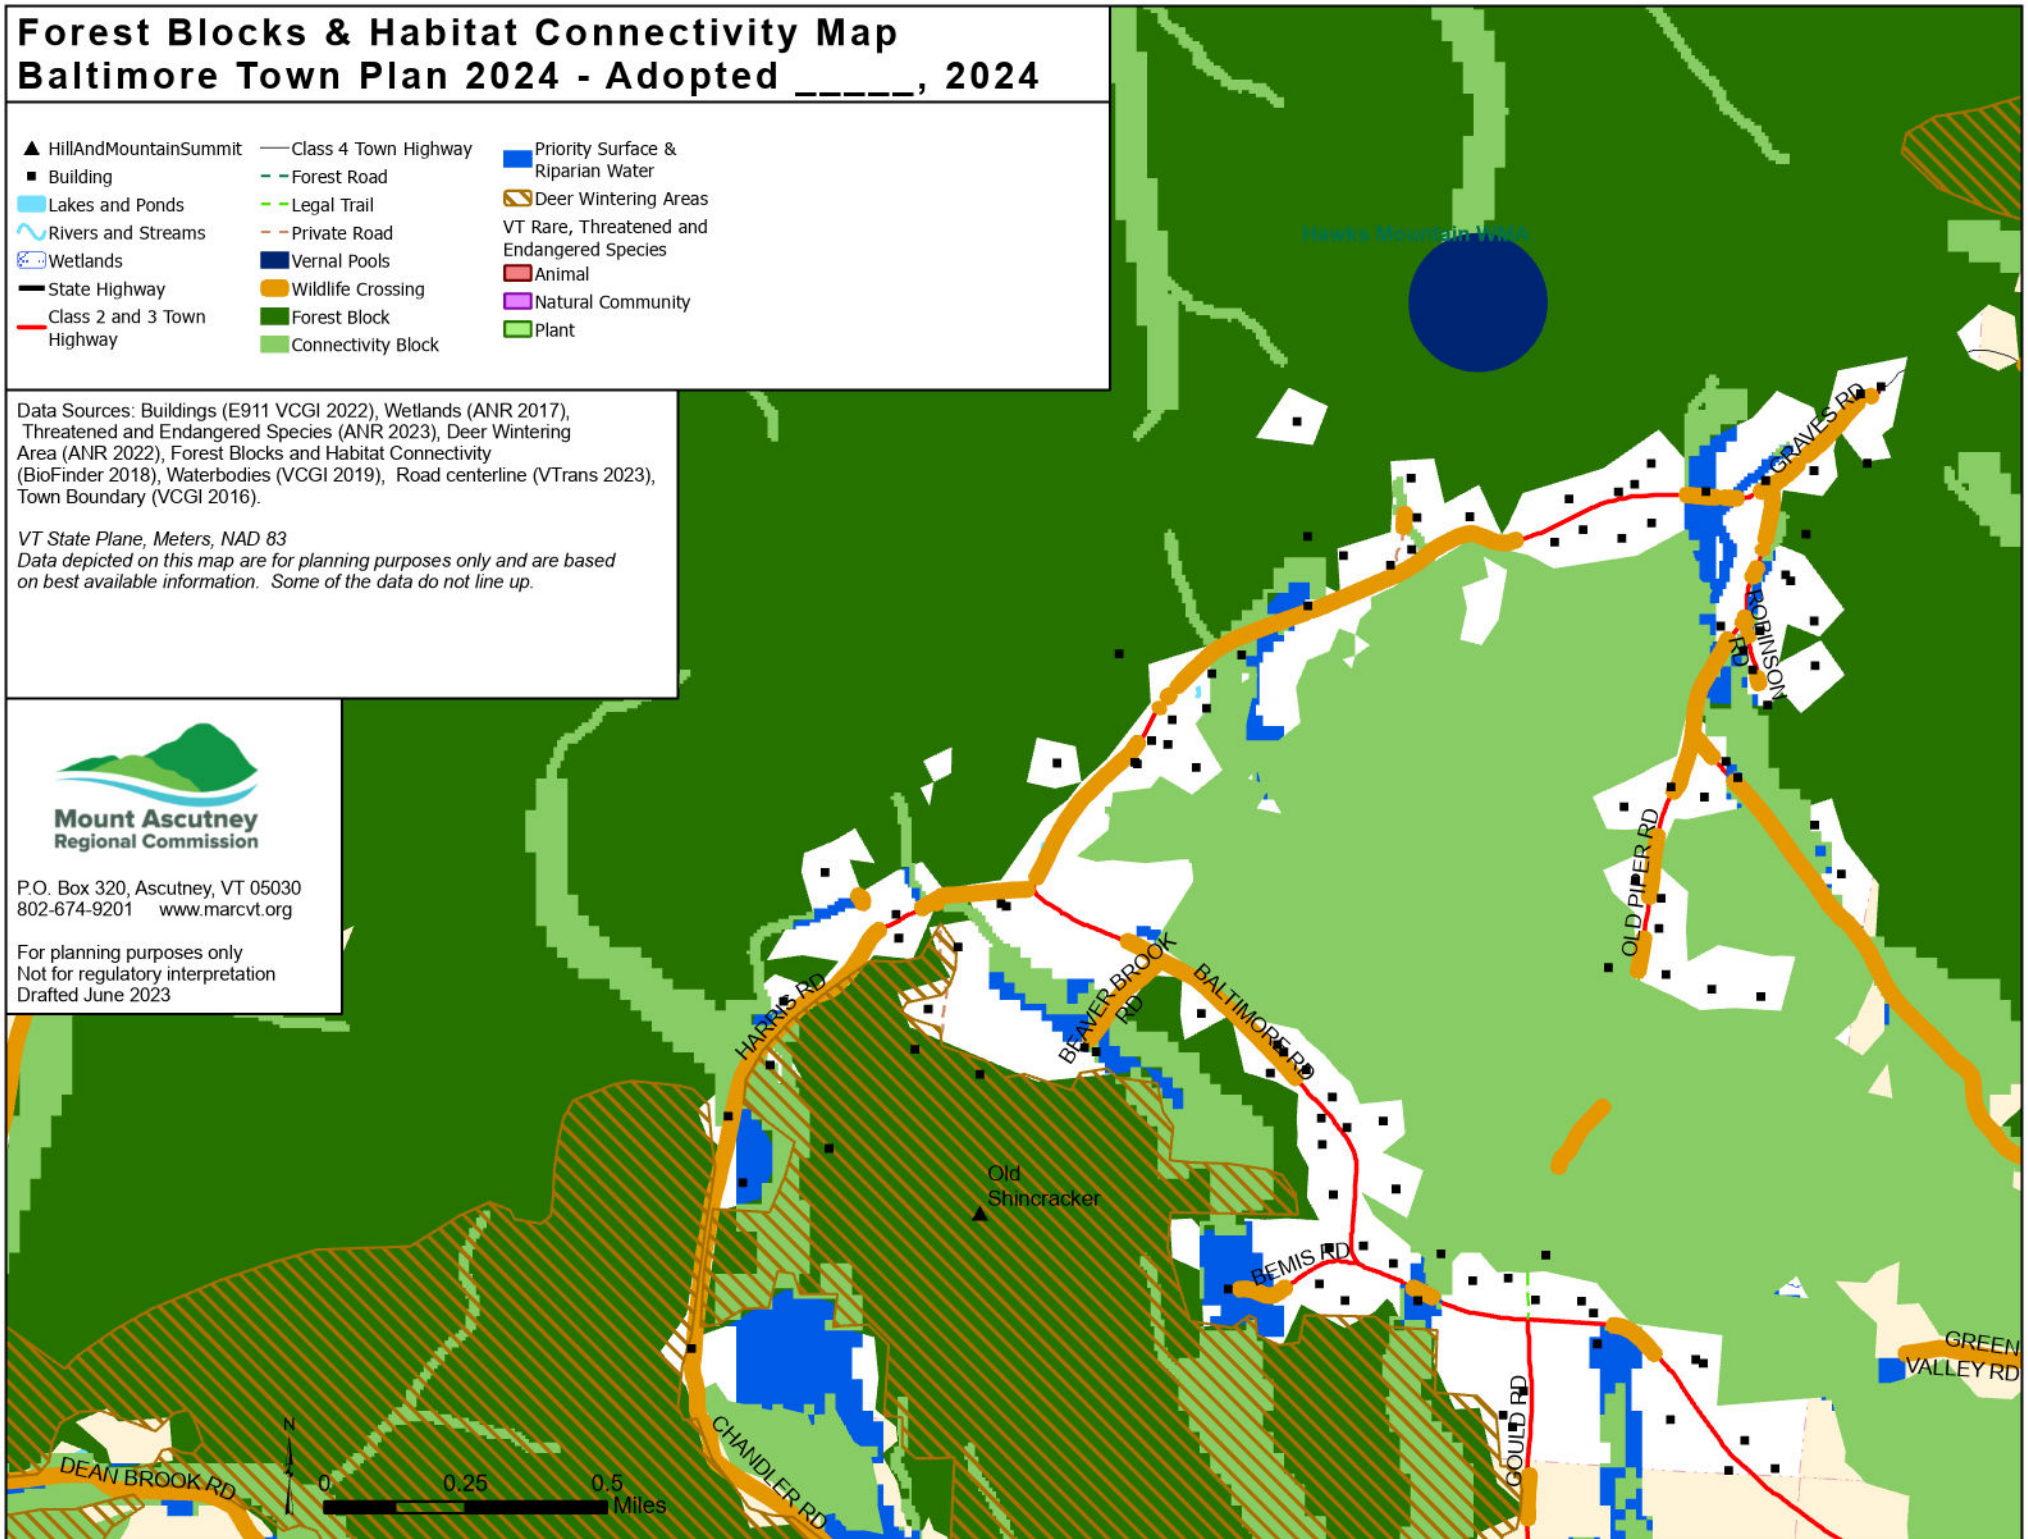 Forest Blocks & Habitat Connectivity Map
Baltimore Town Plan 2024 - Adopted _____, 2024
HillAndMountainSummit
Building
Lakes and Ponds
Rivers and Streams
Wetlands
State Highway
Class 2 and 3 Town
Highway
Class 4 Town Highway
Forest Road
Legal Trail
Private Road
Vernal Pools
Wildlife Crossing
Forest Block
Connectivity Block
Priority Surface &
Riparian Water
Deer Wintering Areas
VT Rare, Threatened and
Endangered Species
Animal
Natural Community
Plant
Data Sources: Buildings (E911 VCGI 2022), Wetlands (ANR 2017),
Threatened and Endangered Species (ANR 2023), Deer Wintering
Area (ANR 2022), Forest Blocks and Habitat Connectivity
(BioFinder 2018), Waterbodies (VCGI 2019), Road centerline (VTrans 2023),
Town Boundary (VCGI 2016).
VT State Plane, Meters, NAD 83
Data depicted on this map are for planning purposes only and are based
on best available information. Some of the data do not line up.
Mount Ascutney
Regional Commission
P.O. Box 320, Ascutney, VT 05030
802-674-9201 www.marcvt.org
For planning purposes only
Not for regulatory interpretation
Drafted June 2023
Hawks Mountain WMA
GRAVES RD
ROBINSON
RD
OLD PIPER RD
HARRIS RD
BEAVER BROOK
RD
BALTIMORE RD
Old
Shincracker
BEMIS RD
GREEN
VALLEY RD
GOULD RD
CHANDLER RD
DEAN BROOK RD
N
0 0.25 0.5
Miles